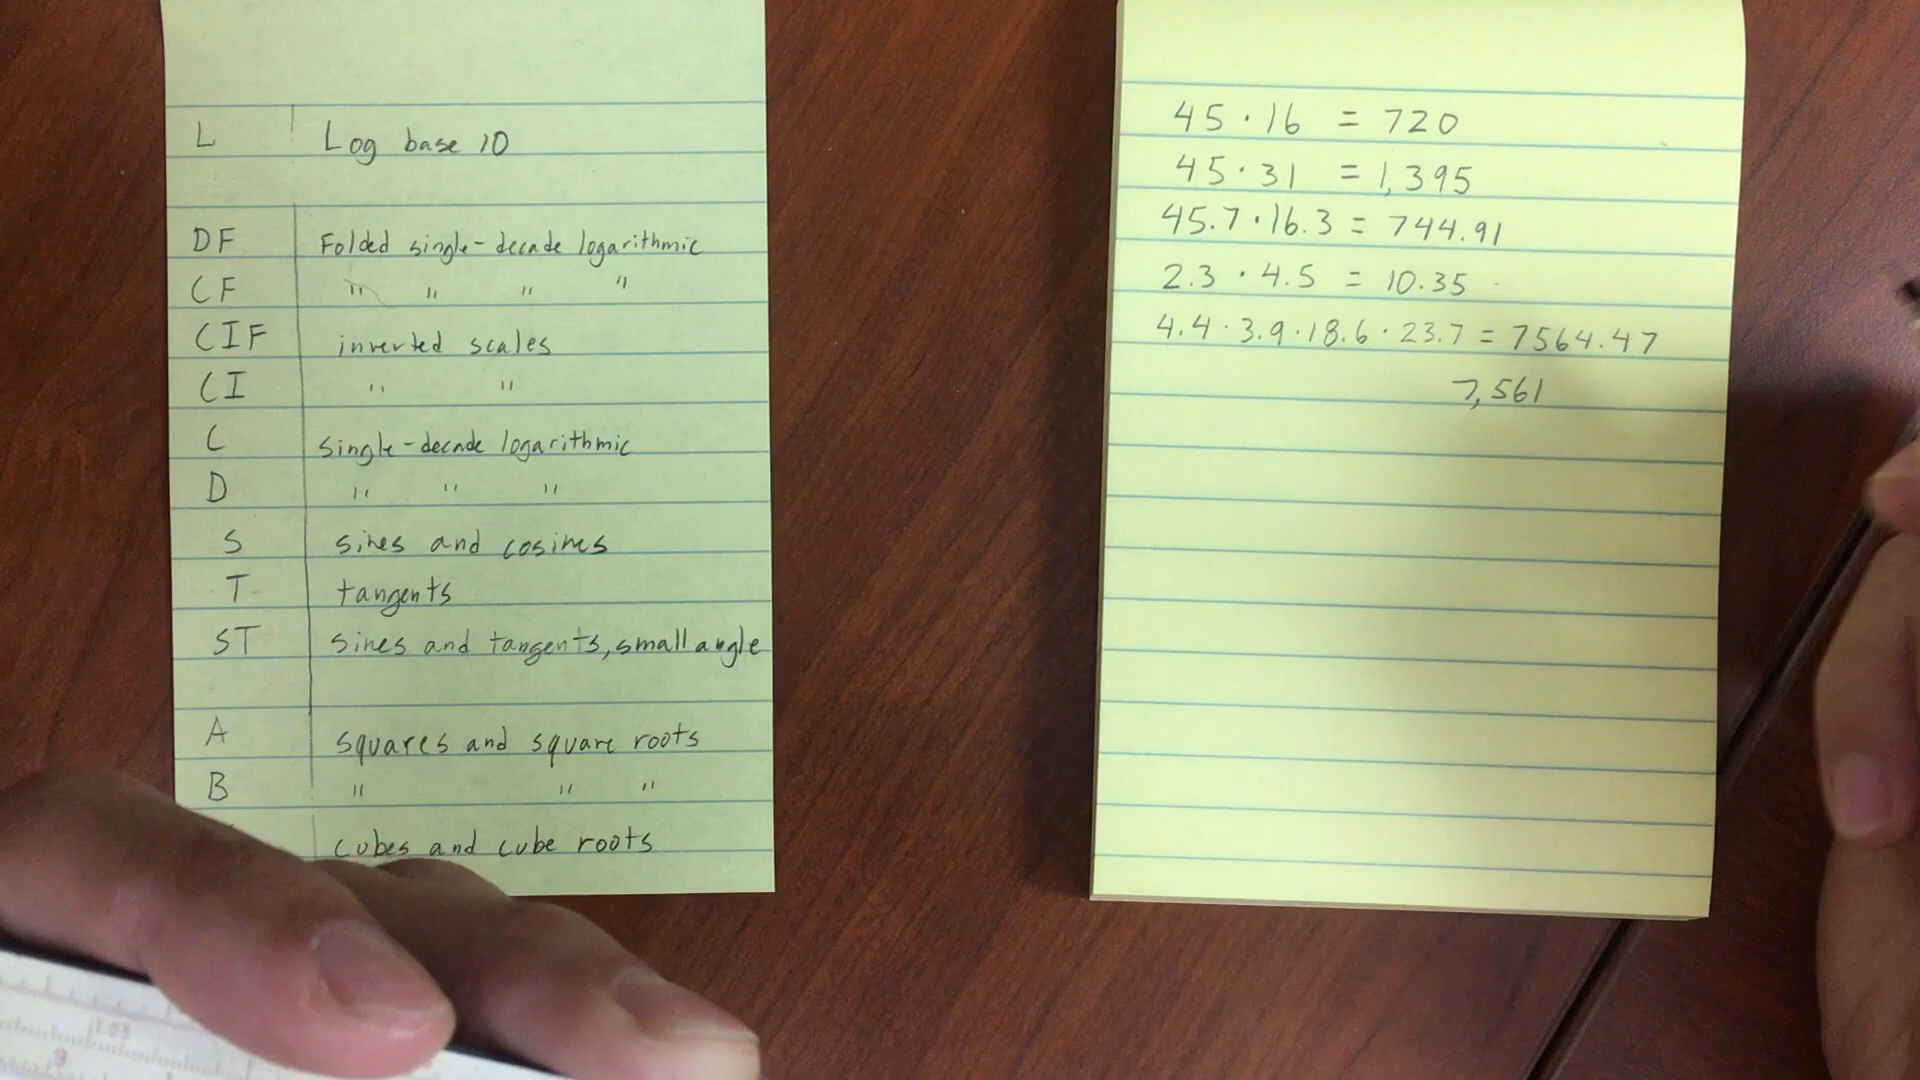 L Log base 10
DF Folded single-decade logarithmic
CF " " " "
CIF inverted scales
CI " "
C single-decade logarithmic
D " " "
S sines and cosines
T tangents
ST sines and tangents, small angle
A squares and square roots
B " " "
cubes and cube roots
45 · 16 = 720
45 · 31 = 1,395
45.7 · 16.3 = 744.91
2.3 · 4.5 = 10.35
4.4 · 3.9 · 18.6 · 23.7 = 7564.47
7,561